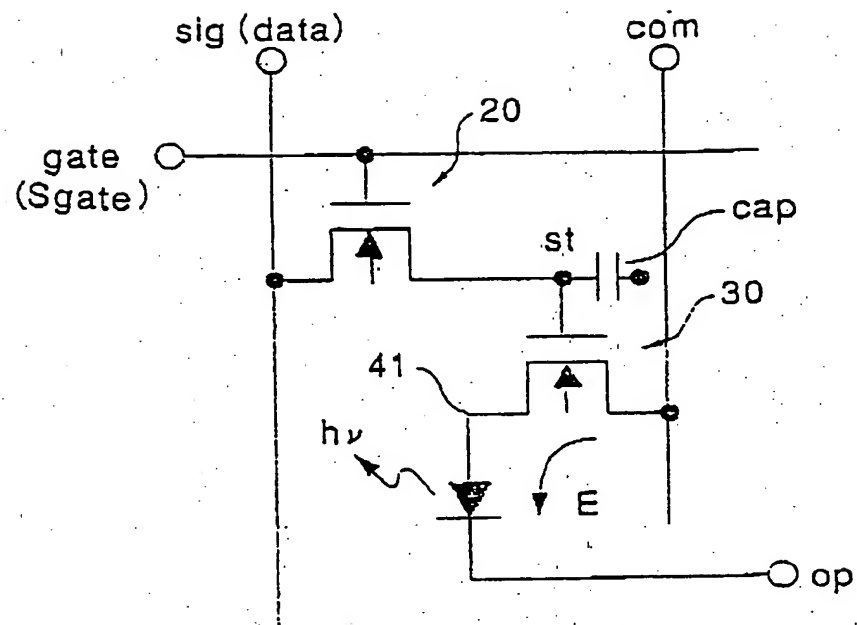 sig (data)
com
20
gate
(Sgate)
cap
st
30
41
hν
E
op